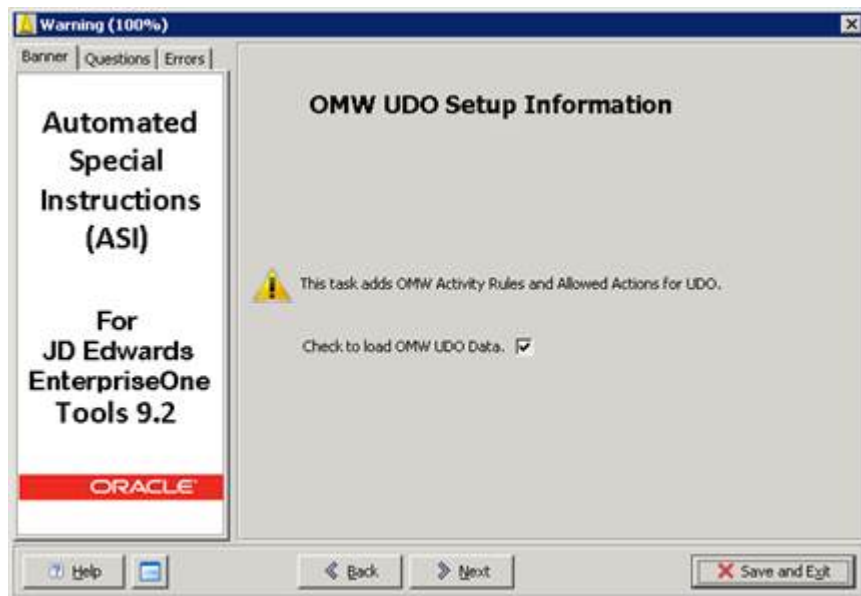 Warning (100%)
Banner Questions Errors
Automated
Special
Instructions
(ASI)
For
JD Edwards
EnterpriseOne
Tools 9.2
ORACLE
OMW UDO Setup Information
This task adds OMW Activity Rules and Allowed Actions for UDO.
Check to load OMW UDO Data.
Help Back Next Save and Exit